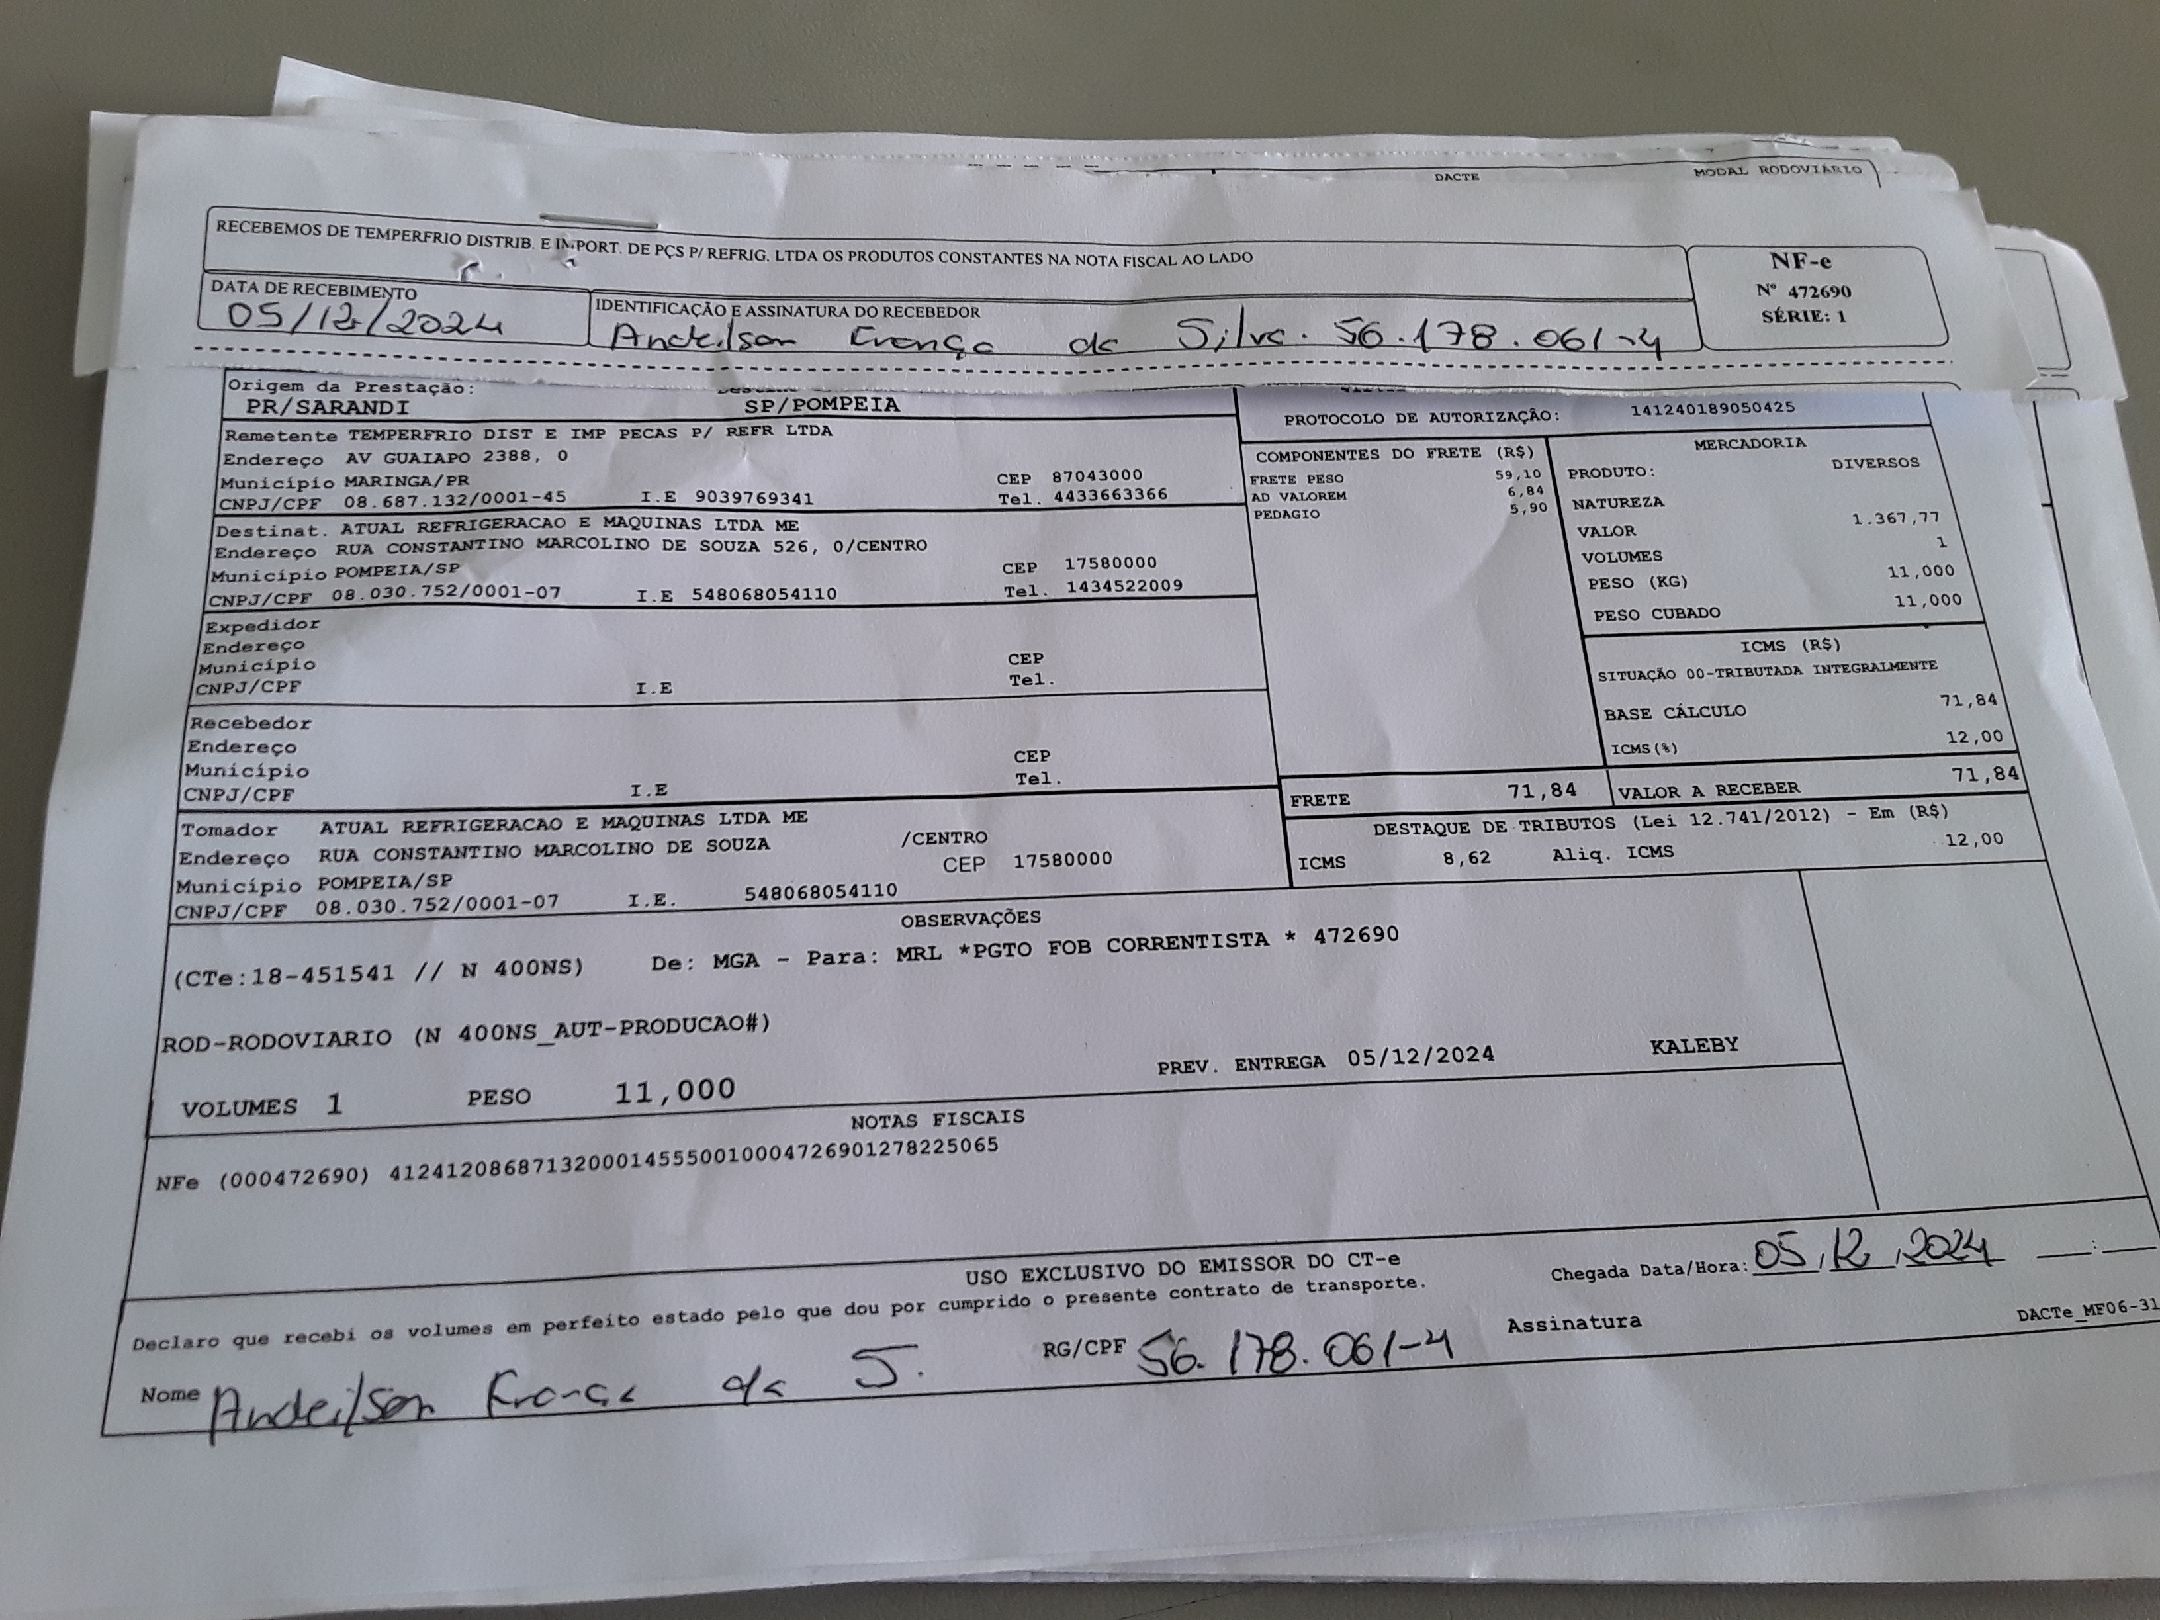 DACTE MODAL RODOVIÁRIO
RECEBEMOS DE TEMPERFRIO DISTRIB. E IMPORT. DE PÇS P/ REFRIG. LTDA OS PRODUTOS CONSTANTES NA NOTA FISCAL AO LADO
NF-e
Nº 472690
SÉRIE: 1
DATA DE RECEBIMENTO
05/12/2024
IDENTIFICAÇÃO E ASSINATURA DO RECEBEDOR
Andeilson França da Silva. 56.178.061-4
Origem da Prestação:
PR/SARANDI SP/POMPEIA
Remetente TEMPERFRIO DIST E IMP PECAS P/ REFR LTDA
Endereço AV GUAIAPO 2388, 0
Município MARINGA/PR CEP 87043000
CNPJ/CPF 08.687.132/0001-45 I.E 9039769341 Tel. 4433663366
Destinat. ATUAL REFRIGERACAO E MAQUINAS LTDA ME
Endereço RUA CONSTANTINO MARCOLINO DE SOUZA 526, 0/CENTRO
Município POMPEIA/SP CEP 17580000
CNPJ/CPF 08.030.752/0001-07 I.E 548068054110 Tel. 1434522009
Expedidor
Endereço
Município CEP
CNPJ/CPF I.E Tel.
Recebedor
Endereço CEP
Município Tel.
CNPJ/CPF I.E
Tomador ATUAL REFRIGERACAO E MAQUINAS LTDA ME
Endereço RUA CONSTANTINO MARCOLINO DE SOUZA /CENTRO
Município POMPEIA/SP CEP 17580000
CNPJ/CPF 08.030.752/0001-07 I.E. 548068054110
PROTOCOLO DE AUTORIZAÇÃO: 141240189050425
COMPONENTES DO FRETE (R$)
FRETE PESO 59,10
AD VALOREM 6,84
PEDAGIO 5,90
MERCADORIA
PRODUTO: DIVERSOS
NATUREZA
VALOR 1.367,77
VOLUMES 1
PESO (KG) 11,000
PESO CUBADO 11,000
ICMS (R$)
SITUAÇÃO 00-TRIBUTADA INTEGRALMENTE
BASE CÁLCULO 71,84
ICMS(%) 12,00
FRETE 71,84 VALOR A RECEBER 71,84
DESTAQUE DE TRIBUTOS (Lei 12.741/2012) - Em (R$)
ICMS 8,62 Aliq. ICMS 12,00
OBSERVAÇÕES
(CTe:18-451541 // N 400NS) De: MGA - Para: MRL *PGTO FOB CORRENTISTA * 472690
ROD-RODOVIARIO (N 400NS_AUT-PRODUCAO#)
PREV. ENTREGA 05/12/2024 KALEBY
VOLUMES 1 PESO 11,000
NOTAS FISCAIS
NFe (000472690) 41241208687132000145550010004726901278225065
USO EXCLUSIVO DO EMISSOR DO CT-e
Declaro que recebi os volumes em perfeito estado pelo que dou por cumprido o presente contrato de transporte.
Chegada Data/Hora: 05/12/2024 __:__
Nome Andeilson França da S. RG/CPF 56.178.061-4 Assinatura
DACTe_MF06-31